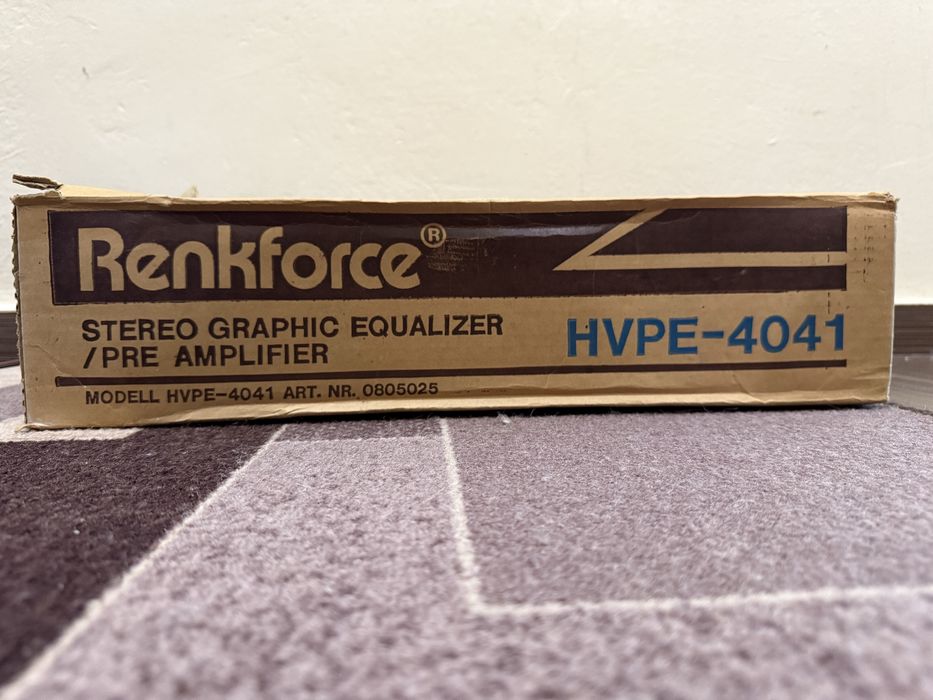 Renkforce®
STEREO GRAPHIC EQUALIZER
/PRE AMPLIFIER
HVPE-4041
MODELL HVPE-4041 ART. NR. 0805025